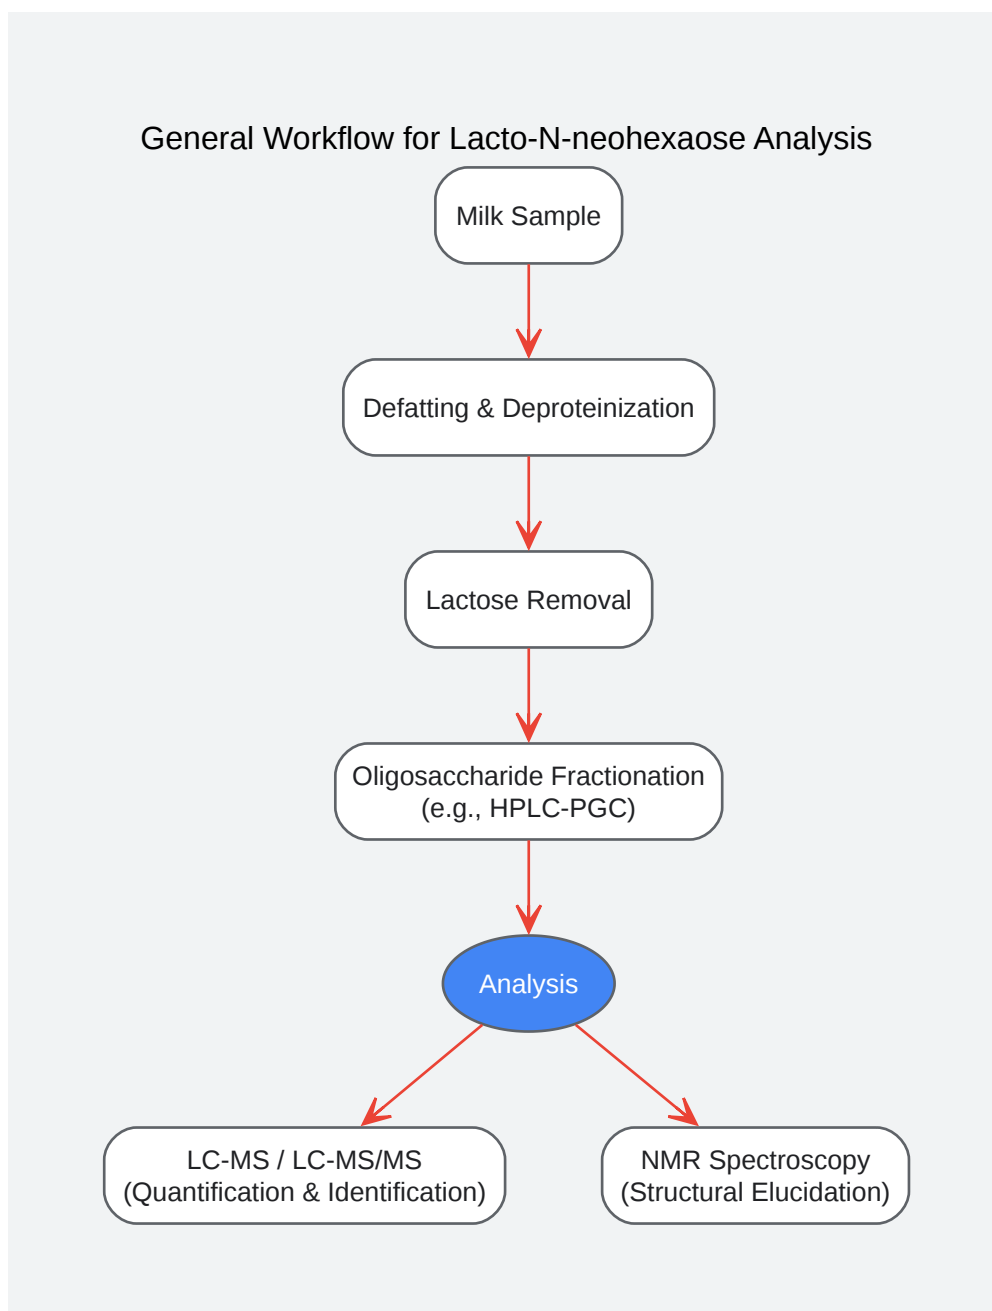 General Workflow for Lacto-N-neohexaose Analysis
Milk Sample
Defatting & Deproteinization
Lactose Removal
Oligosaccharide Fractionation
(e.g., HPLC-PGC)
Analysis
LC-MS / LC-MS/MS
(Quantification & Identification)
NMR Spectroscopy
(Structural Elucidation)